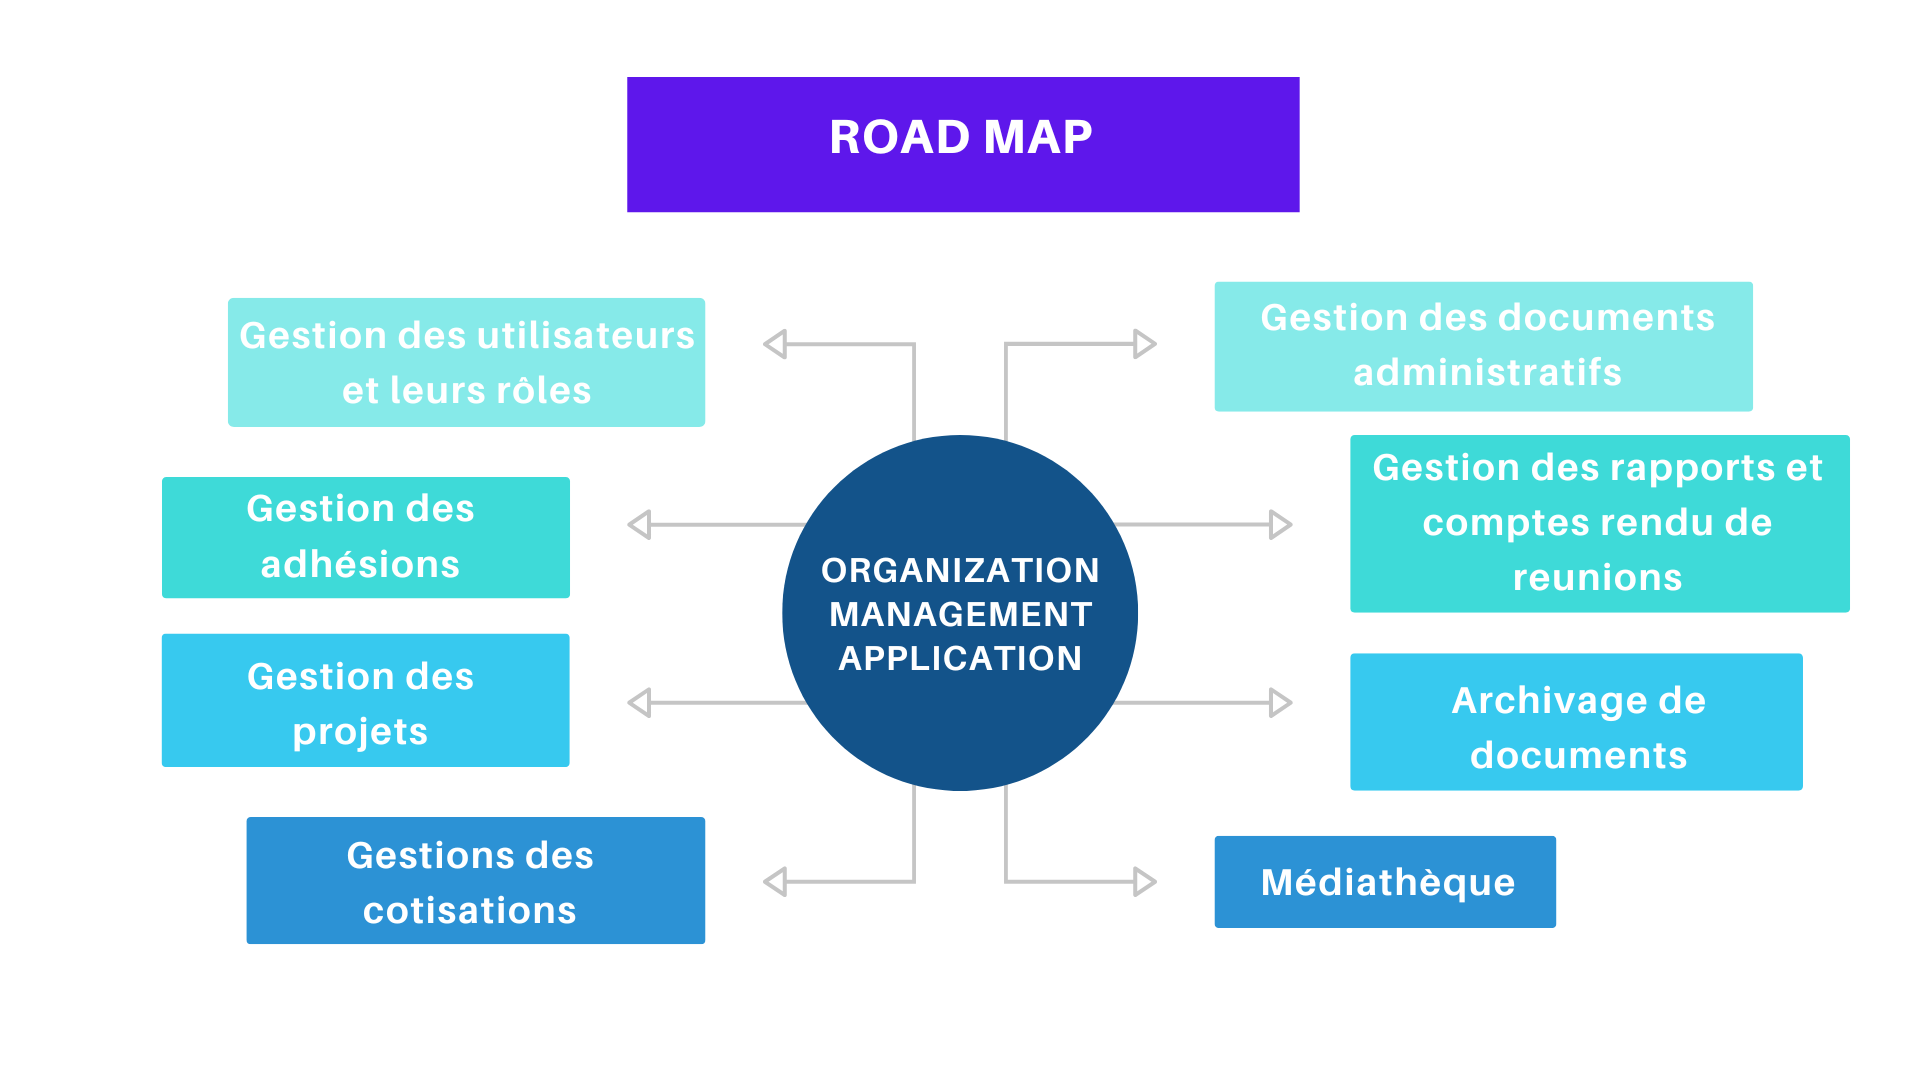 ROAD MAP
Gestion des utilisateurs
et leurs rôles
Gestion des
adhésions
Gestion des
projets
Gestions des
cotisations
ORGANIZATION
MANAGEMENT
APPLICATION
Gestion des documents
administratifs
Gestion des rapports et
comptes rendu de
reunions
Archivage de
documents
Médiathèque